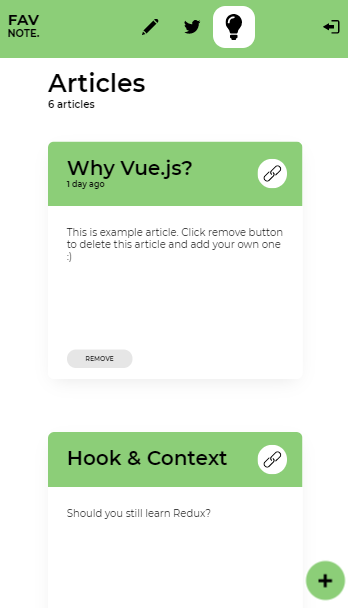 FAV
NOTE.
Articles
6 articles
Why Vue.js?
1 day ago
This is example article. Click remove button
to delete this article and add your own one
:)
REMOVE
Hook & Context
Should you still learn Redux?